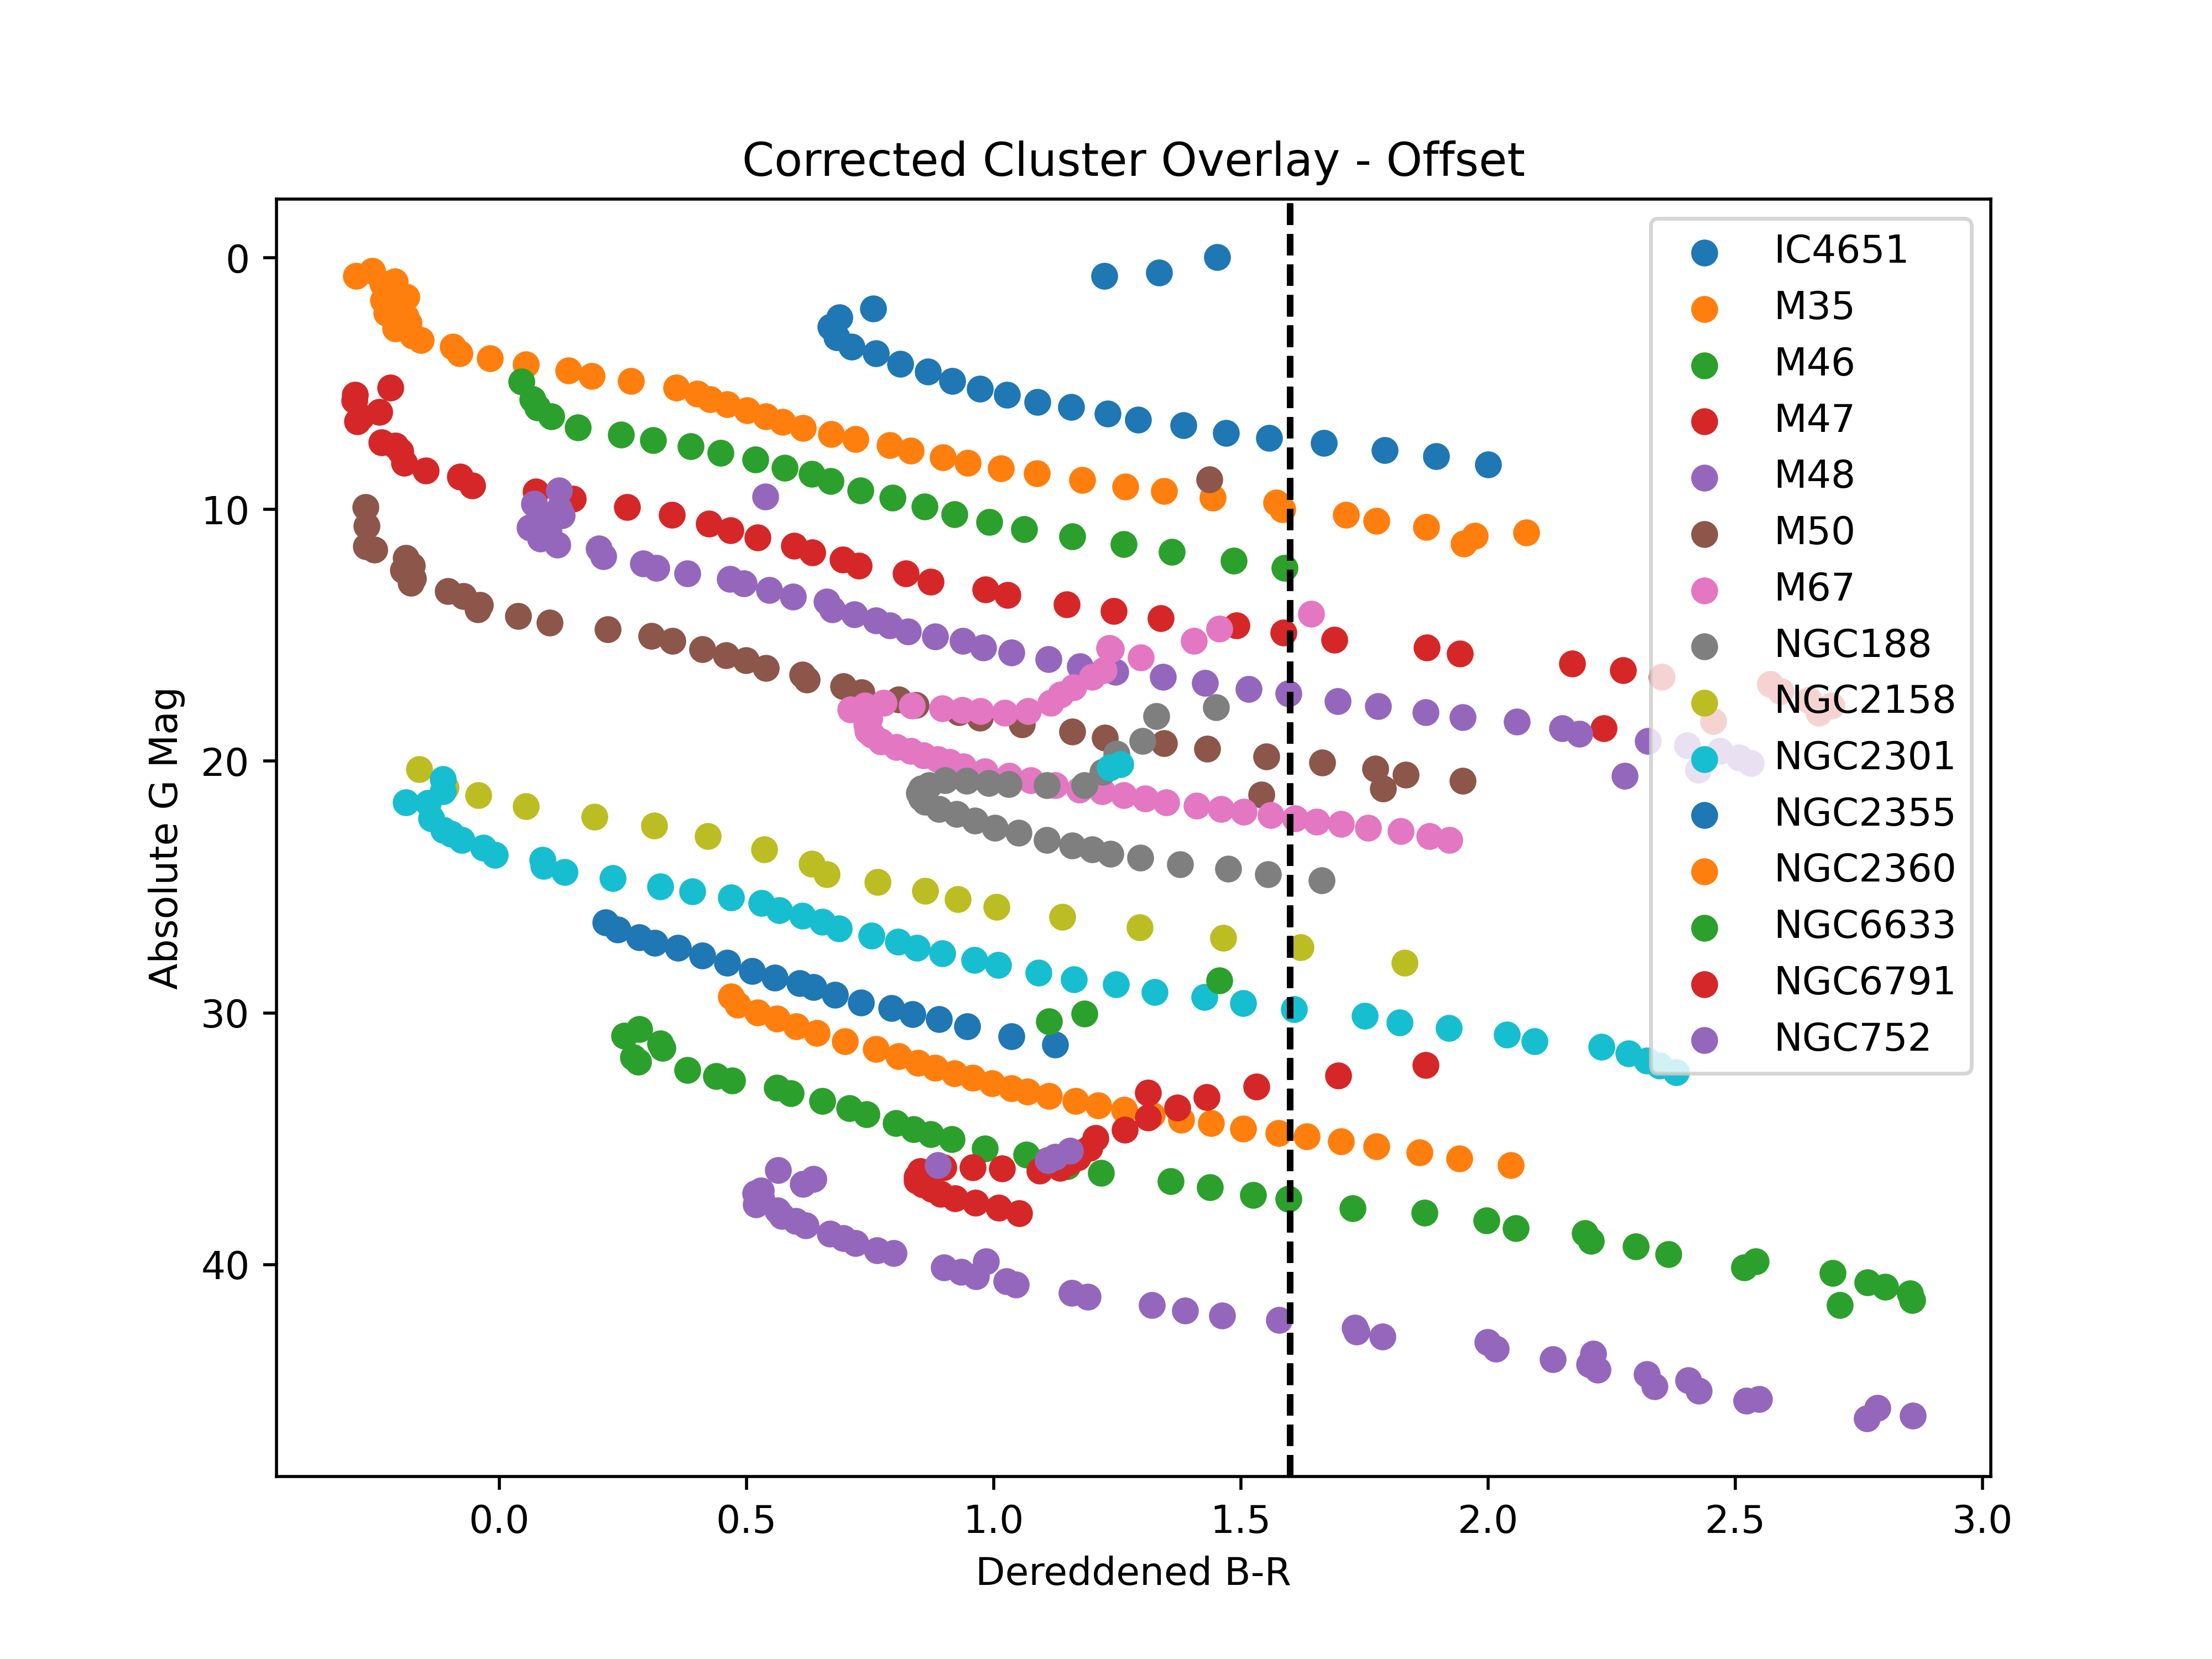 Corrected Cluster Overlay - Offset
Absolute G Mag
0
10
20
30
40
IC4651
M35
M46
M47
M48
M50
M67
NGC188
NGC2158
NGC2301
NGC2355
NGC2360
NGC6633
NGC6791
NGC752
0.0 0.5 1.0 1.5 2.0 2.5 3.0
Dereddened B-R